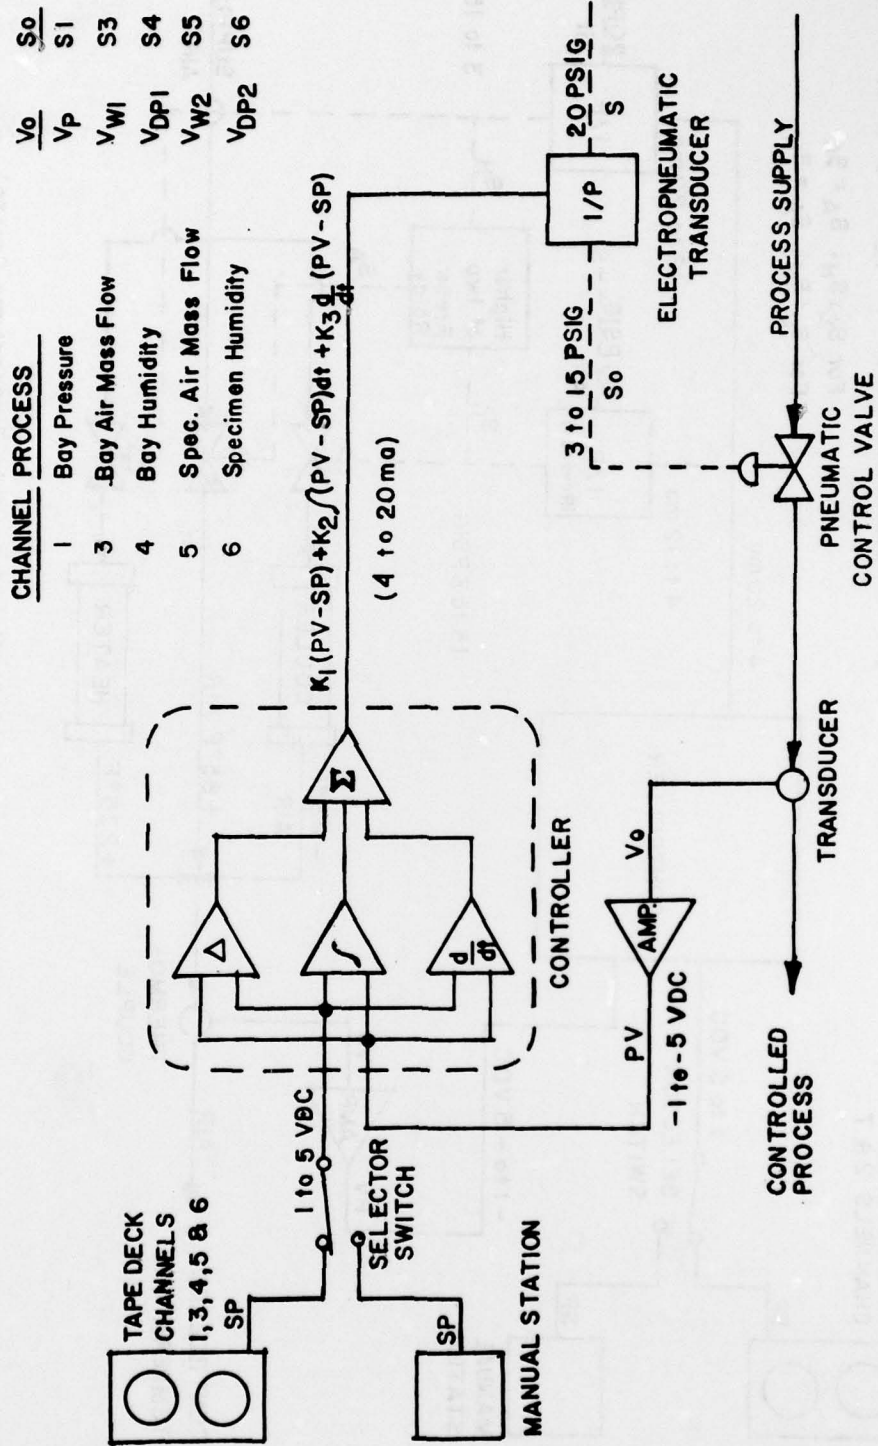 CHANNEL PROCESS Vo So
1 Bay Pressure VP S1
3 Bay Air Mass Flow VW1 S3
4 Bay Humidity VDP1 S4
5 Spec. Air Mass Flow VW2 S5
6 Specimen Humidity VDP2 S6
TAPE DECK
CHANNELS
1,3,4,5 & 6
SP
1 to 5 VDC
SELECTOR
SWITCH
SP
MANUAL STATION
Δ
∫
d/dt
Σ
CONTROLLER
K1(PV-SP)+K2∫(PV-SP)dt+K3 d/dt (PV-SP)
(4 to 20ma)
I/P
20 PSIG
S
ELECTROPNEUMATIC
TRANSDUCER
3 to 15 PSIG
So
PV
-1 to -5 VDC
AMP.
Vo
CONTROLLED
PROCESS
TRANSDUCER
PNEUMATIC
CONTROL VALVE
PROCESS SUPPLY